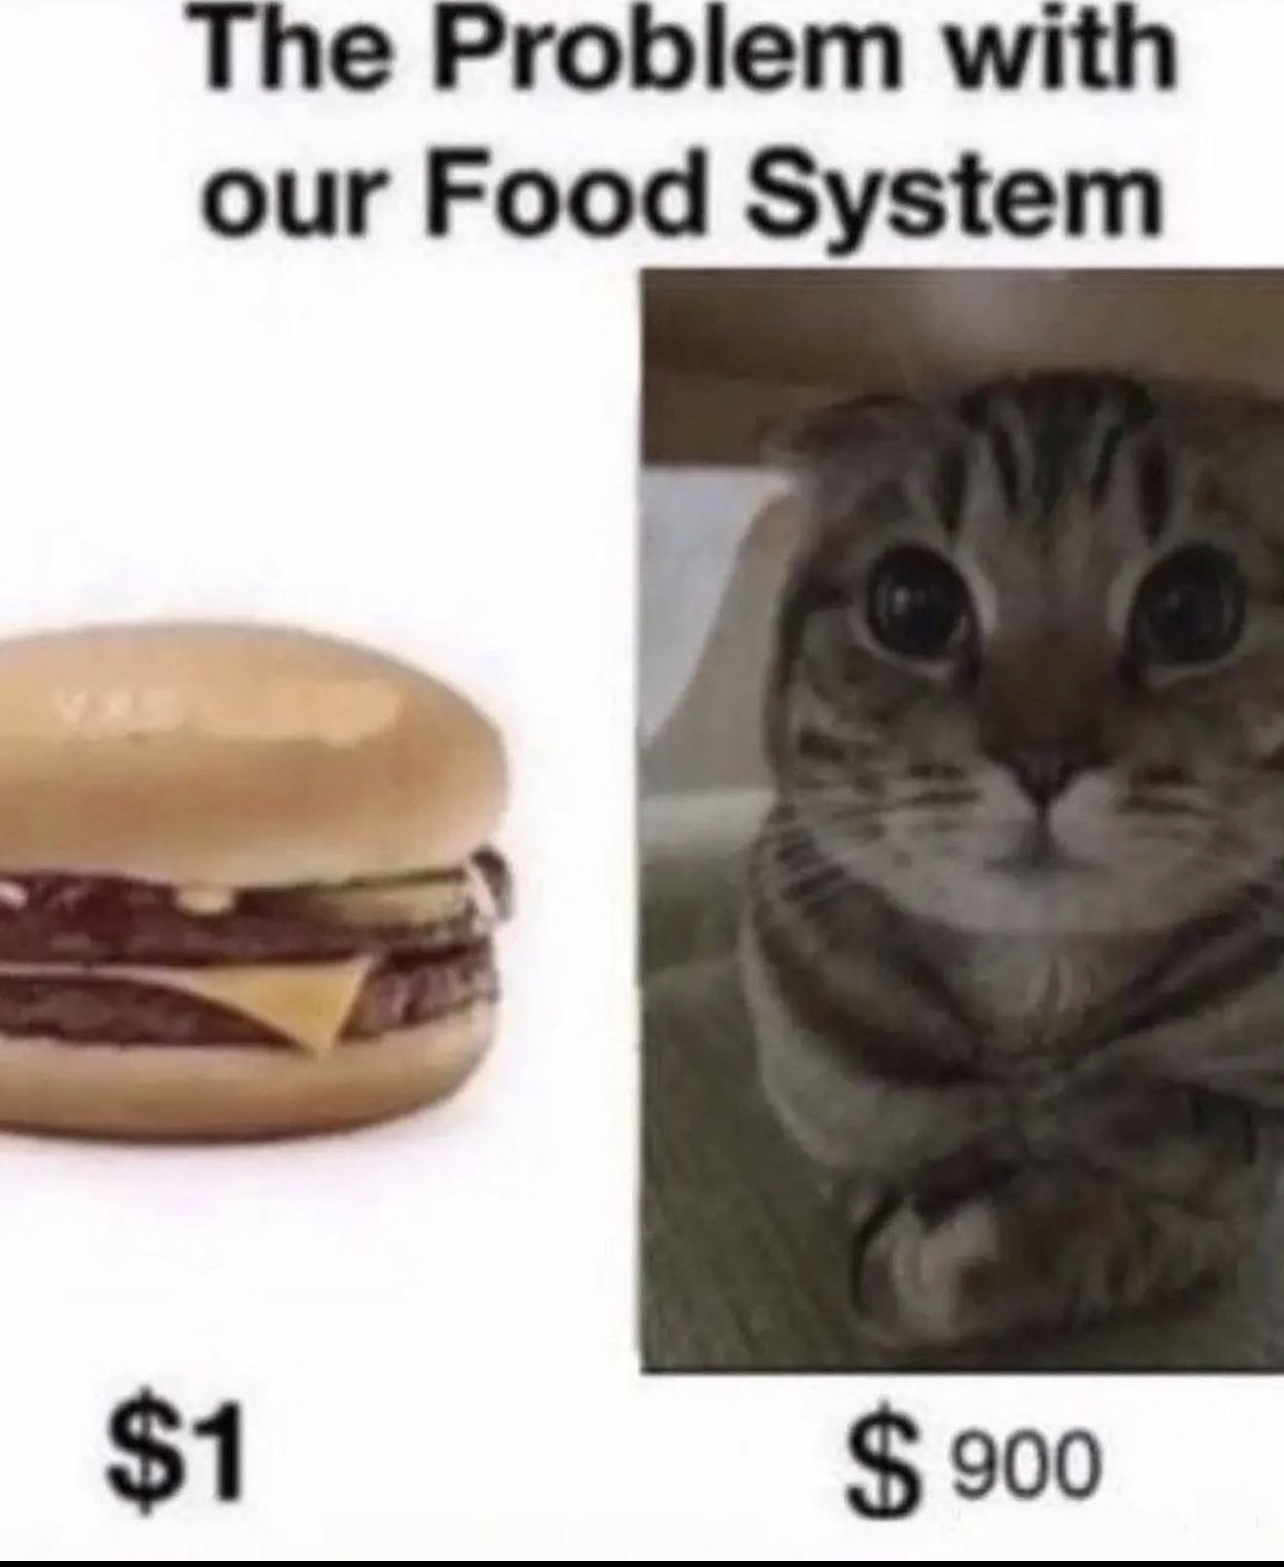 The Problem with
our Food System
$1
$ 900